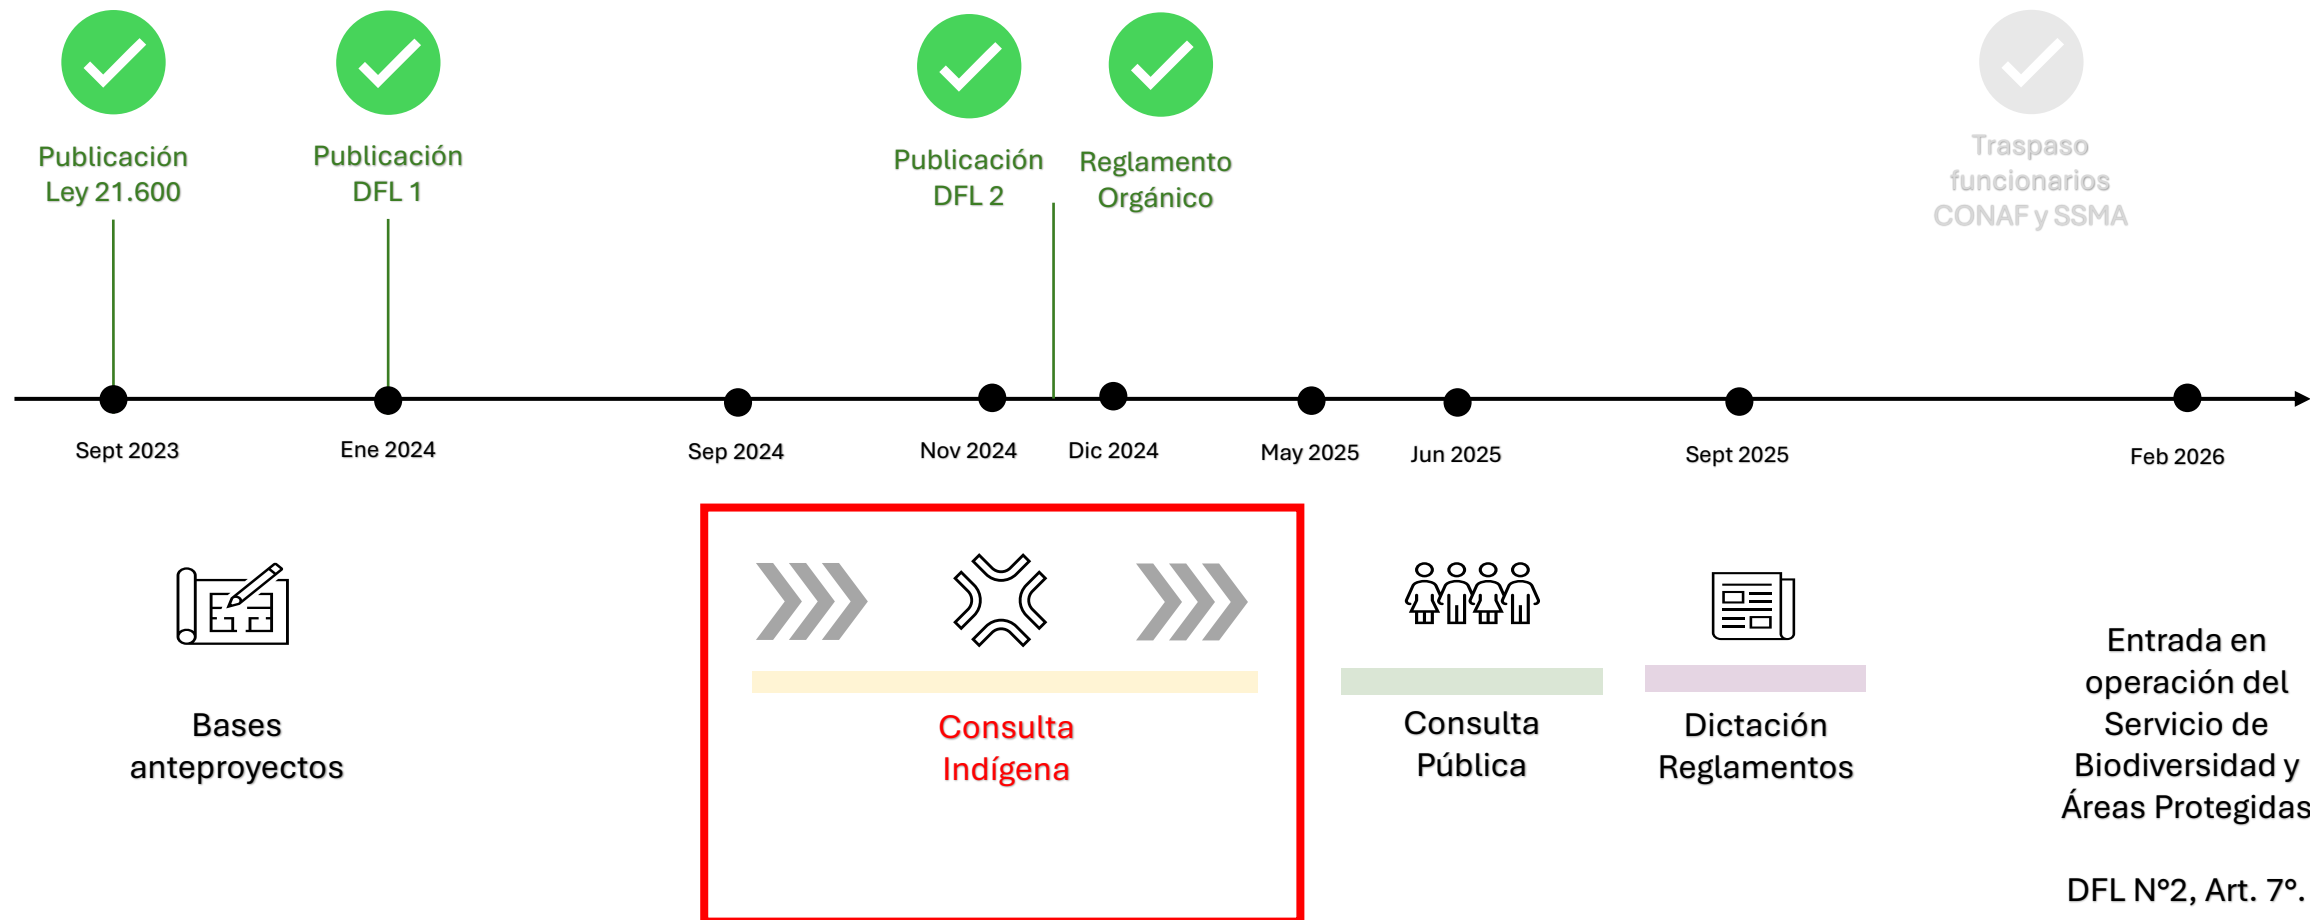 Publicación
Ley 21.600
Publicación
DFL 1
Publicación
DFL 2
Reglamento
Orgánico
Traspaso
funcionarios
CONAF y SSMA
Sept 2023
Ene 2024
Sep 2024
Nov 2024
Dic 2024
May 2025
Jun 2025
Sept 2025
Feb 2026
Bases
anteproyectos
Consulta
Indígena
Consulta
Pública
Dictación
Reglamentos
Entrada en
operación del
Servicio de
Biodiversidad y
Áreas Protegidas
DFL N°2, Art. 7°.